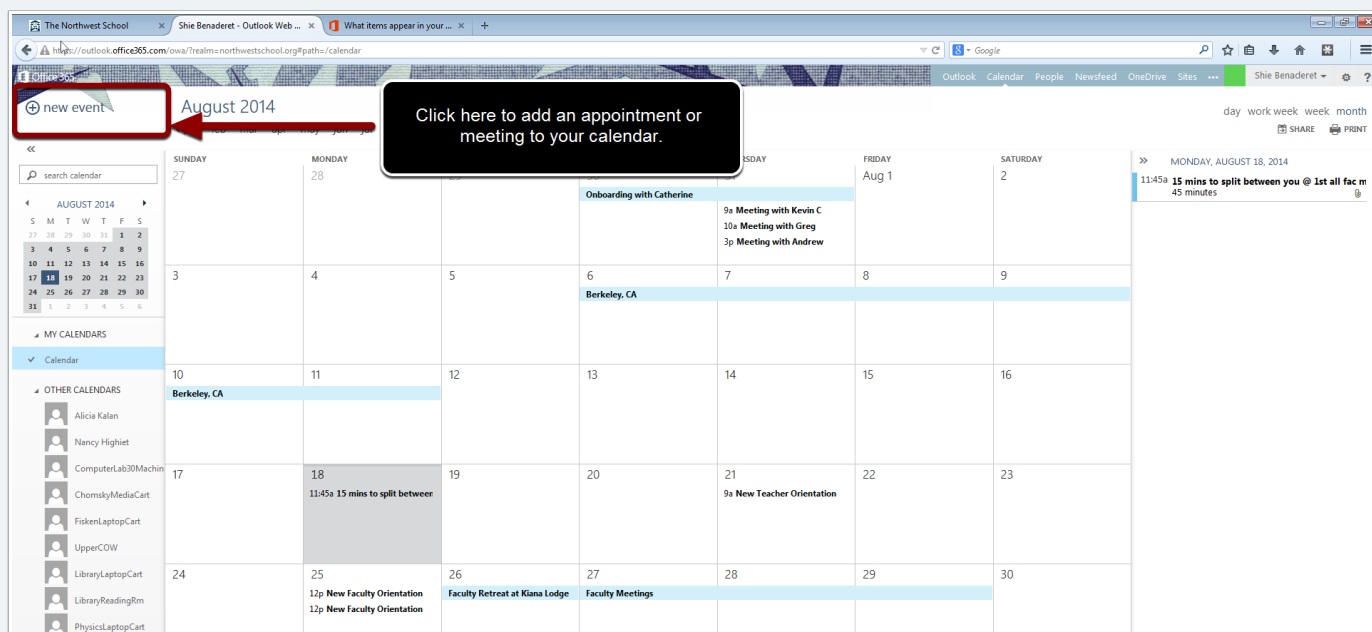 The Northwest School
Shie Benaderet - Outlook Web ...
What items appear in your ...
https://outlook.office365.com/owa/?realm=northwestschool.org#path=/calendar
Google
Office 365
Outlook Calendar People Newsfeed OneDrive Sites ... Shie Benaderet
new event
August 2014
Click here to add an appointment or
meeting to your calendar.
day work week week month
SHARE PRINT
search calendar
AUGUST 2014
S M T W T F S
27 28 29 30 31 1 2
3 4 5 6 7 8 9
10 11 12 13 14 15 16
17 18 19 20 21 22 23
24 25 26 27 28 29 30
31 1 2 3 4 5 6
MY CALENDARS
Calendar
OTHER CALENDARS
Alicia Kalan
Nancy Highiet
ComputerLab30Machin
ChomskyMediaCart
FiskenLaptopCart
UpperCOW
LibraryLaptopCart
LibraryReadingRm
PhysicsLaptopCart
SUNDAY MONDAY FRIDAY SATURDAY
27 28 Aug 1 2
Onboarding with Catherine
9a Meeting with Kevin C
10a Meeting with Greg
3p Meeting with Andrew
3 4 5 6 7 8 9
Berkeley, CA
10 11 12 13 14 15 16
Berkeley, CA
17 18 19 20 21 22 23
11:45a 15 mins to split between
9a New Teacher Orientation
24 25 26 27 28 29 30
12p New Faculty Orientation
12p New Faculty Orientation
Faculty Retreat at Kiana Lodge
Faculty Meetings
MONDAY, AUGUST 18, 2014
11:45a 15 mins to split between you @ 1st all fac m
45 minutes